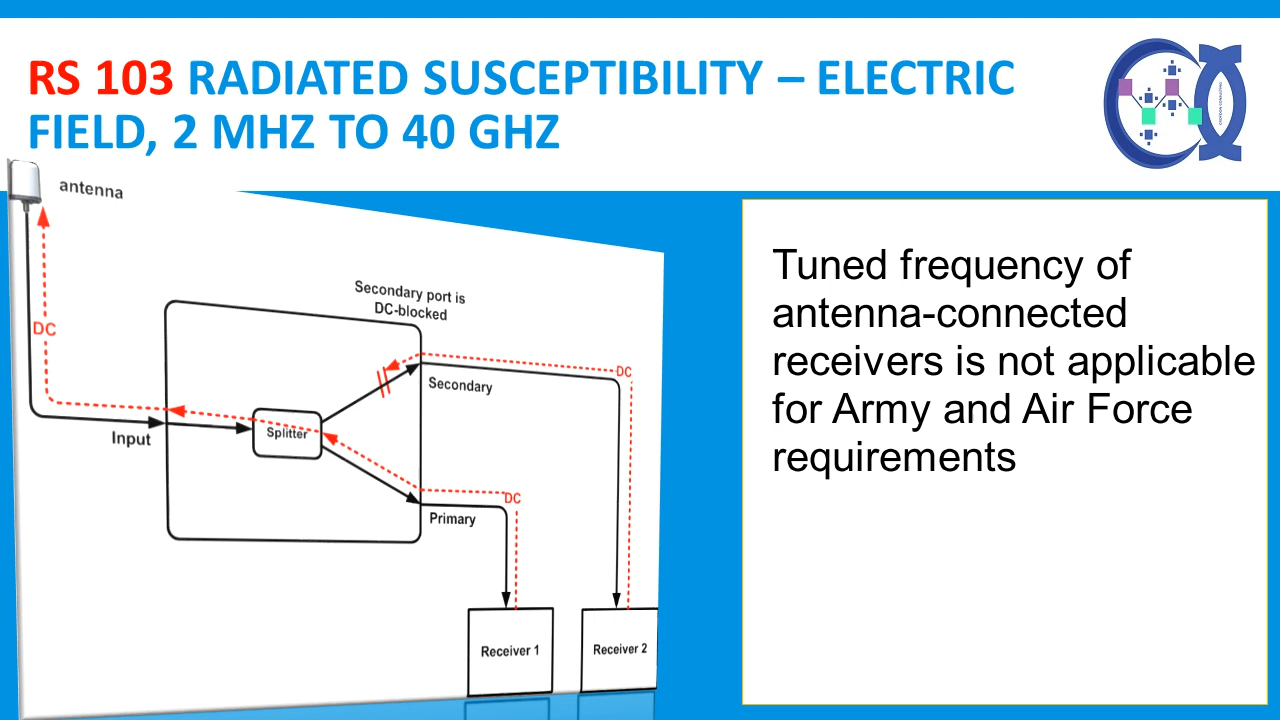 RS 103 RADIATED SUSCEPTIBILITY – ELECTRIC
FIELD, 2 MHZ TO 40 GHZ
antenna
DC
Secondary port is
DC-blocked
DC
Secondary
Input
Splitter
DC
Primary
Receiver 1
Receiver 2
Tuned frequency of
antenna-connected
receivers is not applicable
for Army and Air Force
requirements